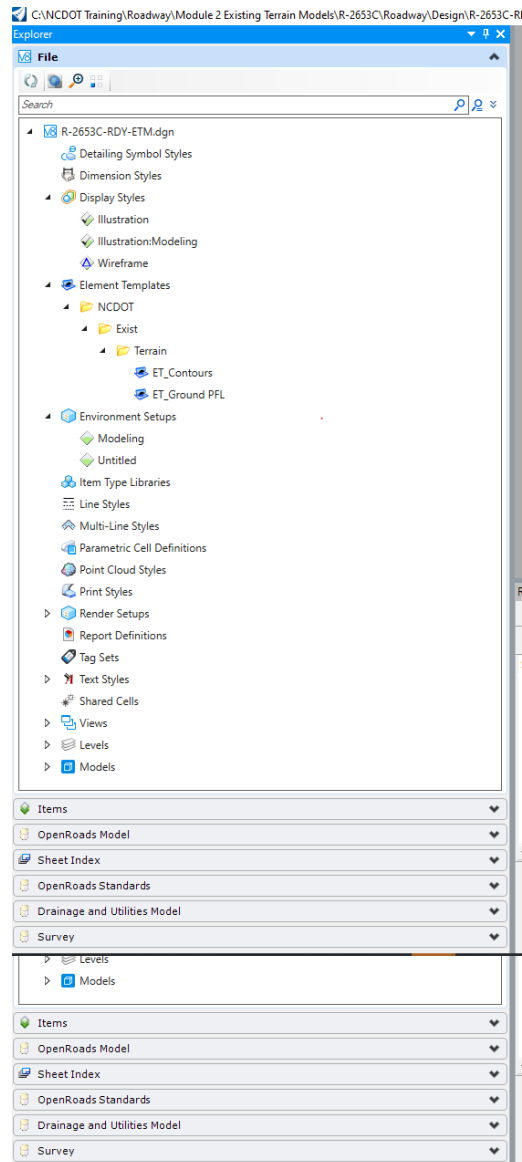 C:\NCDOT Training\Roadway\Module 2 Existing Terrain Models\R-2653C\Roadway\Design\R-2653C-R
Explorer
File
Search
R-2653C-RDY-ETM.dgn
Detailing Symbol Styles
Dimension Styles
Display Styles
Illustration
Illustration:Modeling
Wireframe
Element Templates
NCDOT
Exist
Terrain
ET_Contours
ET_Ground PFL
Environment Setups
Modeling
Untitled
Item Type Libraries
Line Styles
Multi-Line Styles
Parametric Cell Definitions
Point Cloud Styles
Print Styles
Render Setups
Report Definitions
Tag Sets
Text Styles
Shared Cells
Views
Levels
Models
Items
OpenRoads Model
Sheet Index
OpenRoads Standards
Drainage and Utilities Model
Survey
Levels
Models
Items
OpenRoads Model
Sheet Index
OpenRoads Standards
Drainage and Utilities Model
Survey